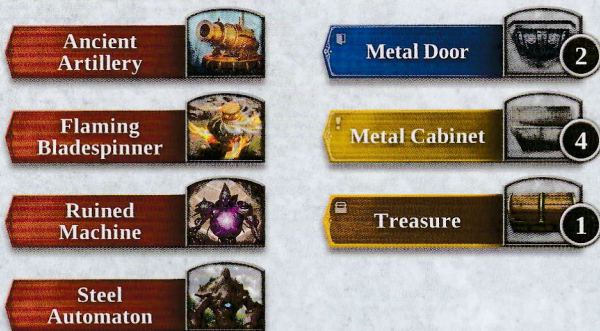 Ancient
Artillery
Flaming
Bladespinner
Ruined
Machine
Steel
Automaton
Metal Door
2
Metal Cabinet
4
Treasure
1